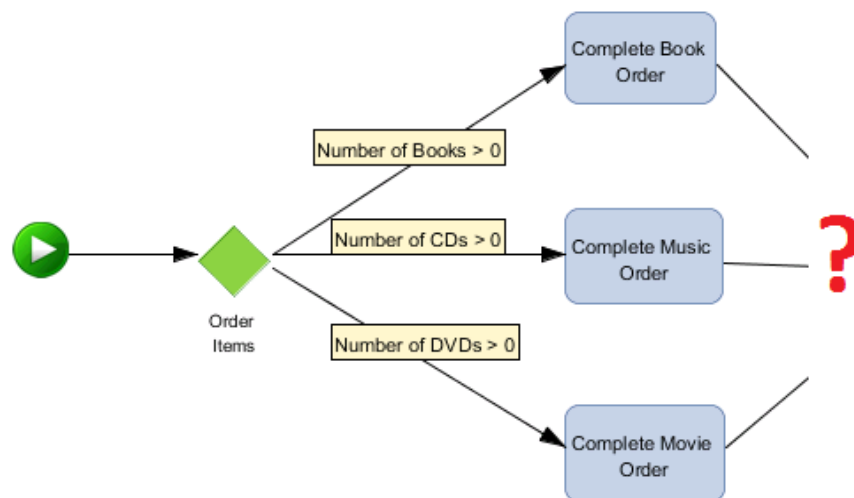 Complete Book
Order
Number of Books > 0
Number of CDs > 0
Complete Music
Order
?
Order
Items
Number of DVDs > 0
Complete Movie
Order